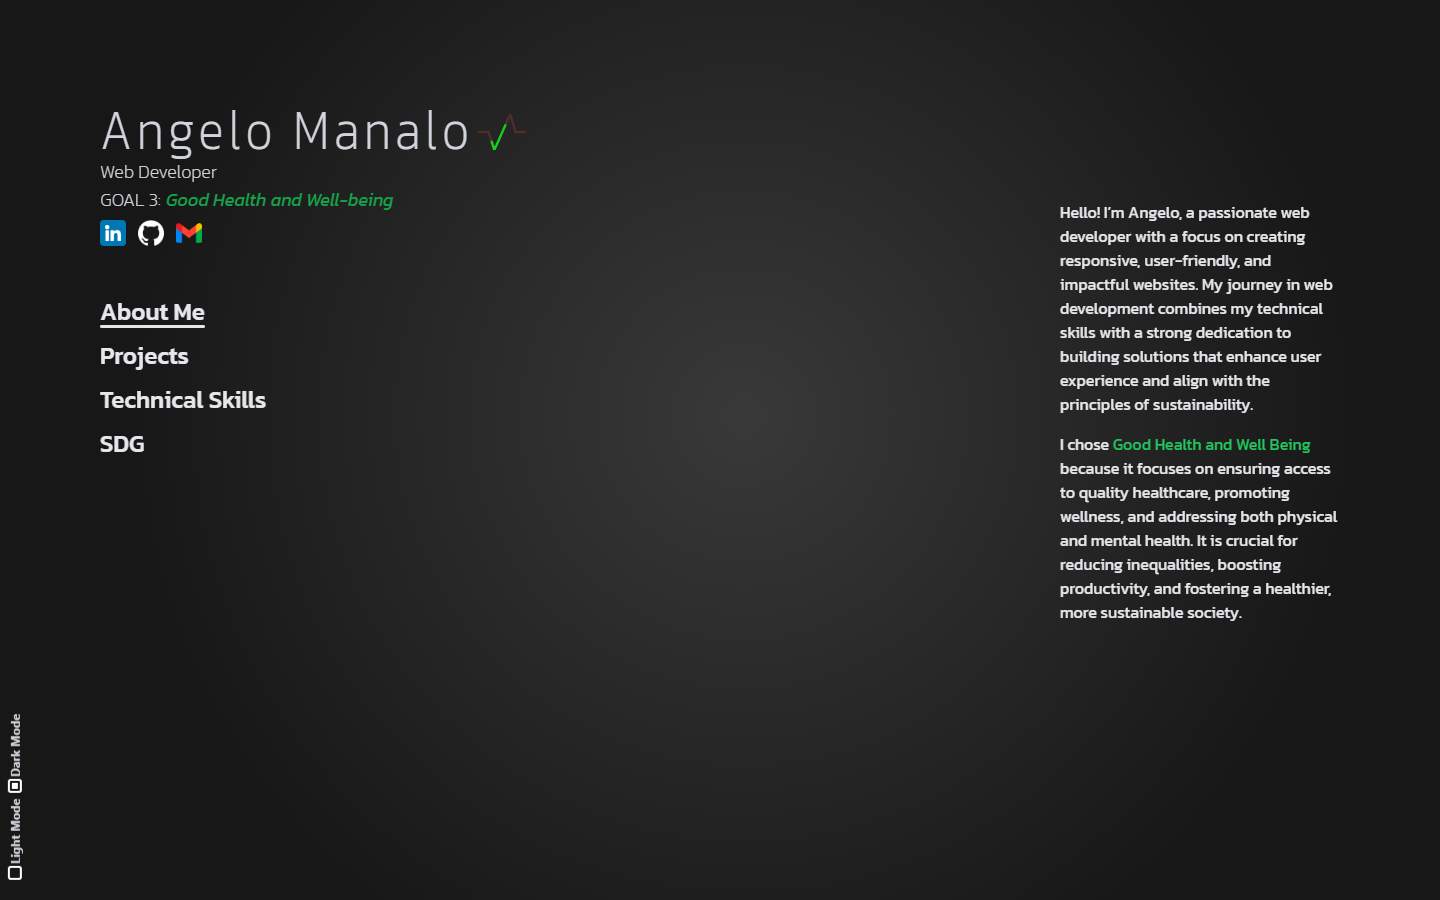 Angelo Manalo
Web Developer
GOAL 3: Good Health and Well-being
in
About Me
Projects
Technical Skills
SDG
Hello! I'm Angelo, a passionate web
developer with a focus on creating
responsive, user-friendly, and
impactful websites. My journey in web
development combines my technical
skills with a strong dedication to
building solutions that enhance user
experience and align with the
principles of sustainability.
I chose Good Health and Well Being
because it focuses on ensuring access
to quality healthcare, promoting
wellness, and addressing both physical
and mental health. It is crucial for
reducing inequalities, boosting
productivity, and fostering a healthier,
more sustainable society.
Light Mode
Dark Mode